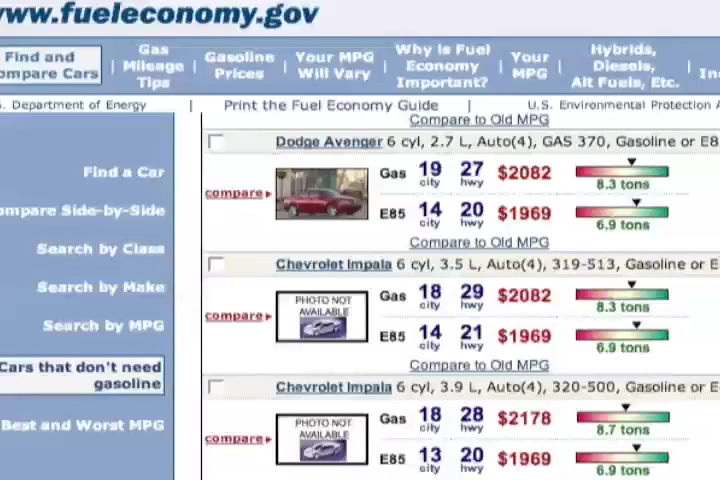 www.fueleconomy.gov
Find and Compare Cars
Gas Mileage Tips
Gasoline Prices
Your MPG Will Vary
Why is Fuel Economy Important?
Your MPG
Hybrids, Diesels, Alt Fuels, Etc.
S. Department of Energy | Print the Fuel Economy Guide | U.S. Environmental Protection A
Compare to Old MPG
Find a Car
Compare Side-by-Side
Search by Class
Search by Make
Search by MPG
Cars that don't need gasoline
Best and Worst MPG
Dodge Avenger 6 cyl, 2.7 L, Auto(4), GAS 370, Gasoline or E8
compare
Gas 19 city 27 hwy $2082 8.3 tons
E85 14 city 20 hwy $1969 6.9 tons
Compare to Old MPG
Chevrolet Impala 6 cyl, 3.5 L, Auto(4), 319-513, Gasoline or E
compare
PHOTO NOT AVAILABLE
Gas 18 city 29 hwy $2082 8.3 tons
E85 14 city 21 hwy $1969 6.9 tons
Compare to Old MPG
Chevrolet Impala 6 cyl, 3.9 L, Auto(4), 320-500, Gasoline or E
compare
PHOTO NOT AVAILABLE
Gas 18 city 28 hwy $2178 8.7 tons
E85 13 city 20 hwy $1969 6.9 tons